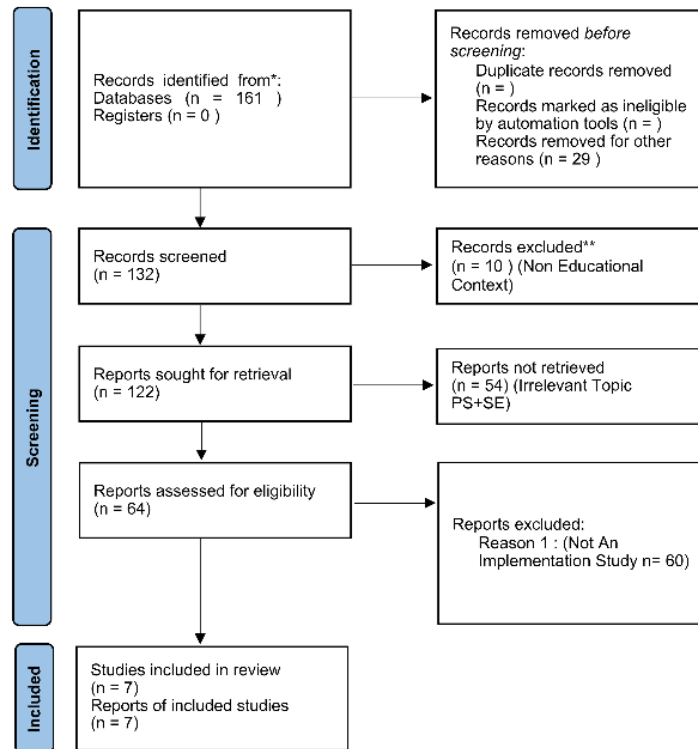 Identification
Records identified from*:
Databases (n = 161 )
Registers (n = 0 )
Records removed before
screening:
Duplicate records removed
(n = )
Records marked as ineligible
by automation tools (n = )
Records removed for other
reasons (n = 29 )
Screening
Records screened
(n = 132)
Records excluded**
(n = 10 ) (Non Educational
Context)
Reports sought for retrieval
(n = 122)
Reports not retrieved
(n = 54) (Irrelevant Topic
PS+SE)
Reports assessed for eligibility
(n = 64)
Reports excluded:
Reason 1 : (Not An
Implementation Study n= 60)
Included
Studies included in review
(n = 7)
Reports of included studies
(n = 7)